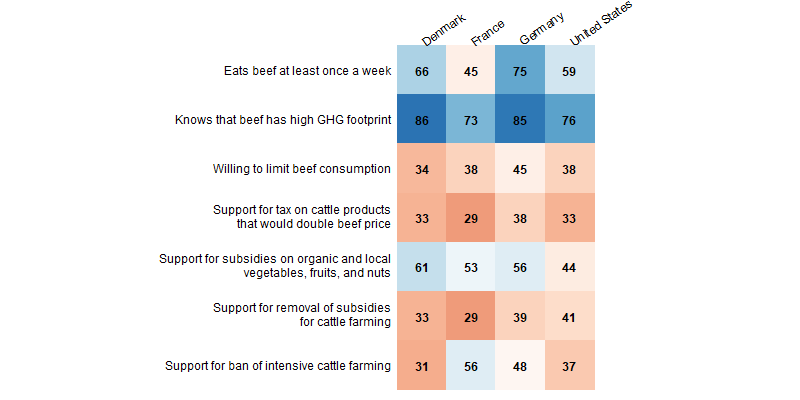 Denmark France Germany United States
Eats beef at least once a week 66 45 75 59
Knows that beef has high GHG footprint 86 73 85 76
Willing to limit beef consumption 34 38 45 38
Support for tax on cattle products
that would double beef price 33 29 38 33
Support for subsidies on organic and local
vegetables, fruits, and nuts 61 53 56 44
Support for removal of subsidies
for cattle farming 33 29 39 41
Support for ban of intensive cattle farming 31 56 48 37